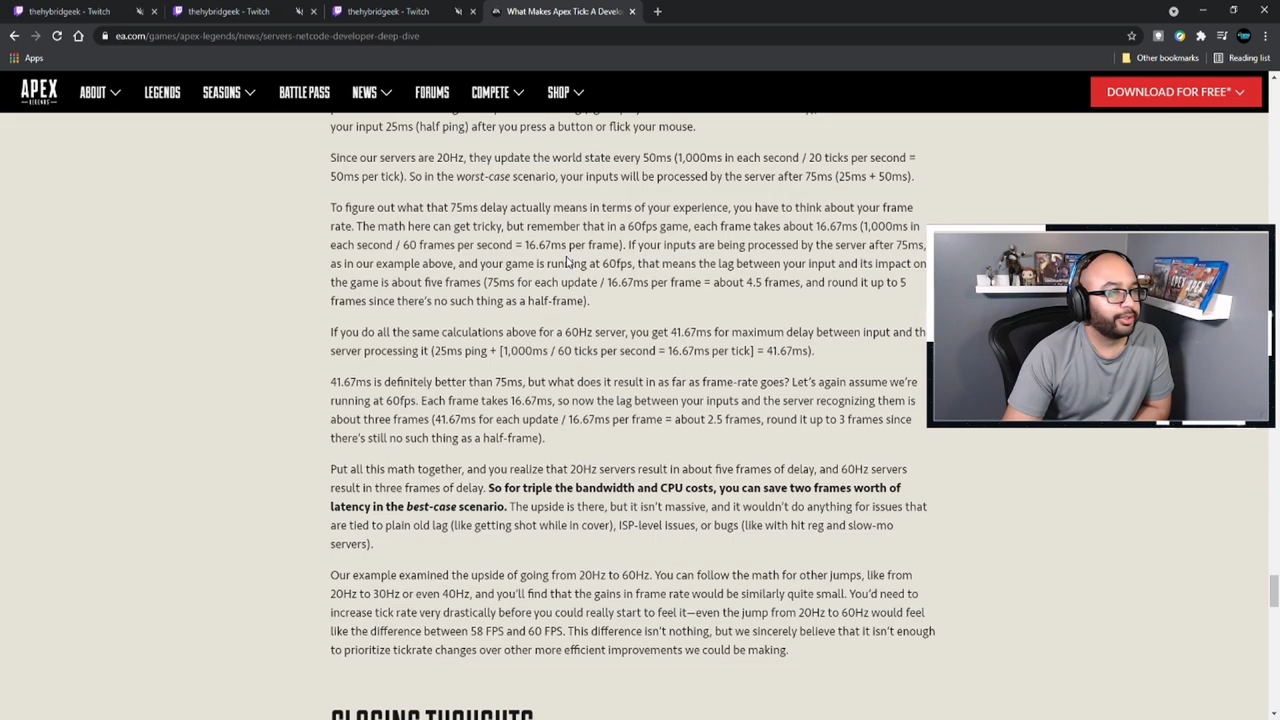 thehybridgeek - Twitch
thehybridgeek - Twitch
thehybridgeek - Twitch
What Makes Apex Tick: A Develo
ea.com/games/apex-legends/news/servers-netcode-developer-deep-dive
Apps
Other bookmarks
Reading list
APEX
LEGENDS
ABOUT
LEGENDS
SEASONS
BATTLE PASS
NEWS
FORUMS
COMPETE
SHOP
DOWNLOAD FOR FREE*
your input 25ms (half ping) after you press a button or flick your mouse.
Since our servers are 20Hz, they update the world state every 50ms (1,000ms in each second / 20 ticks per second =
50ms per tick). So in the worst-case scenario, your inputs will be processed by the server after 75ms (25ms + 50ms).
To figure out what that 75ms delay actually means in terms of your experience, you have to think about your frame
rate. The math here can get tricky, but remember that in a 60fps game, each frame takes about 16.67ms (1,000ms in
each second / 60 frames per second = 16.67ms per frame). If your inputs are being processed by the server after 75ms,
as in our example above, and your game is running at 60fps, that means the lag between your input and its impact on
the game is about five frames (75ms for each update / 16.67ms per frame = about 4.5 frames, and round it up to 5
frames since there's no such thing as a half-frame).
If you do all the same calculations above for a 60Hz server, you get 41.67ms for maximum delay between input and th
server processing it (25ms ping + [1,000ms / 60 ticks per second = 16.67ms per tick] = 41.67ms).
41.67ms is definitely better than 75ms, but what does it result in as far as frame-rate goes? Let's again assume we're
running at 60fps. Each frame takes 16.67ms, so now the lag between your inputs and the server recognizing them is
about three frames (41.67ms for each update / 16.67ms per frame = about 2.5 frames, round it up to 3 frames since
there's still no such thing as a half-frame).
Put all this math together, and you realize that 20Hz servers result in about five frames of delay, and 60Hz servers
result in three frames of delay. So for triple the bandwidth and CPU costs, you can save two frames worth of
latency in the best-case scenario. The upside is there, but it isn't massive, and it wouldn't do anything for issues that
are tied to plain old lag (like getting shot while in cover), ISP-level issues, or bugs (like with hit reg and slow-mo
servers).
Our example examined the upside of going from 20Hz to 60Hz. You can follow the math for other jumps, like from
20Hz to 30Hz or even 40Hz, and you'll find that the gains in frame rate would be similarly quite small. You'd need to
increase tick rate very drastically before you could really start to feel it—even the jump from 20Hz to 60Hz would feel
like the difference between 58 FPS and 60 FPS. This difference isn't nothing, but we sincerely believe that it isn't enough
to prioritize tickrate changes over other more efficient improvements we could be making.
CLOSING THOUGHTS